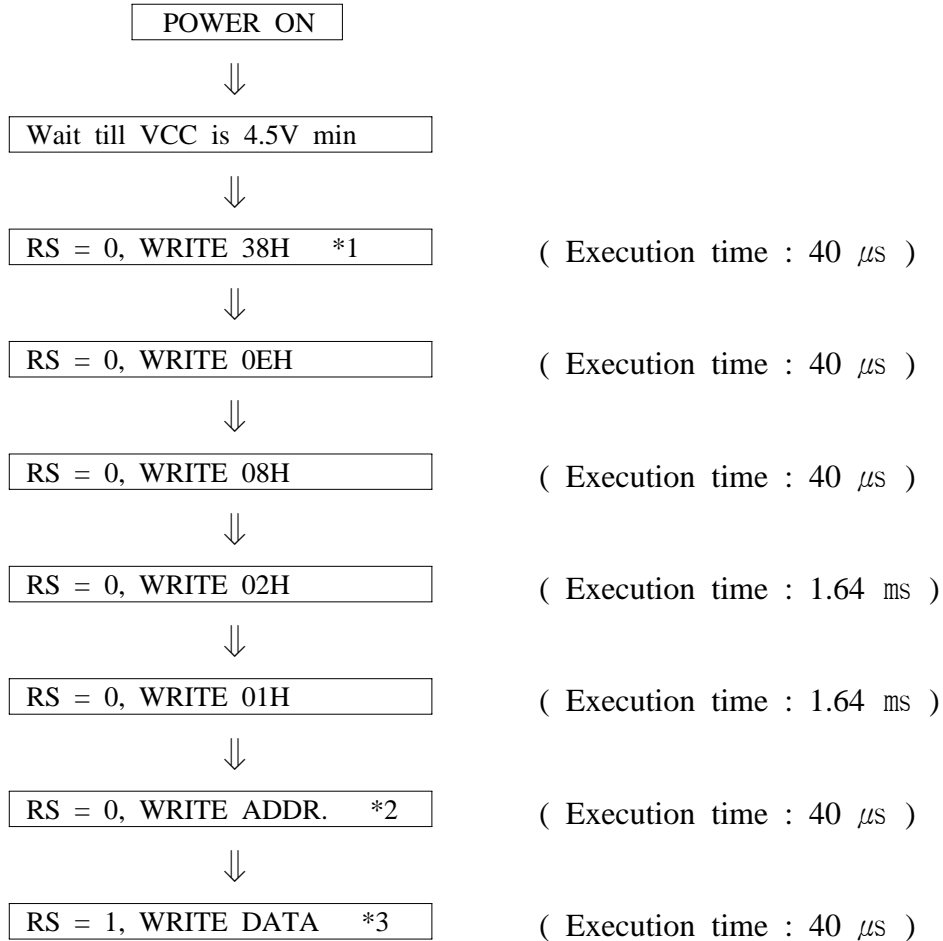 POWER ON
⇓
Wait till VCC is 4.5V min
⇓
RS = 0, WRITE 38H *1 ( Execution time : 40 ㎲ )
⇓
RS = 0, WRITE 0EH ( Execution time : 40 ㎲ )
⇓
RS = 0, WRITE 08H ( Execution time : 40 ㎲ )
⇓
RS = 0, WRITE 02H ( Execution time : 1.64 ㎳ )
⇓
RS = 0, WRITE 01H ( Execution time : 1.64 ㎳ )
⇓
RS = 0, WRITE ADDR. *2 ( Execution time : 40 ㎲ )
⇓
RS = 1, WRITE DATA *3 ( Execution time : 40 ㎲ )